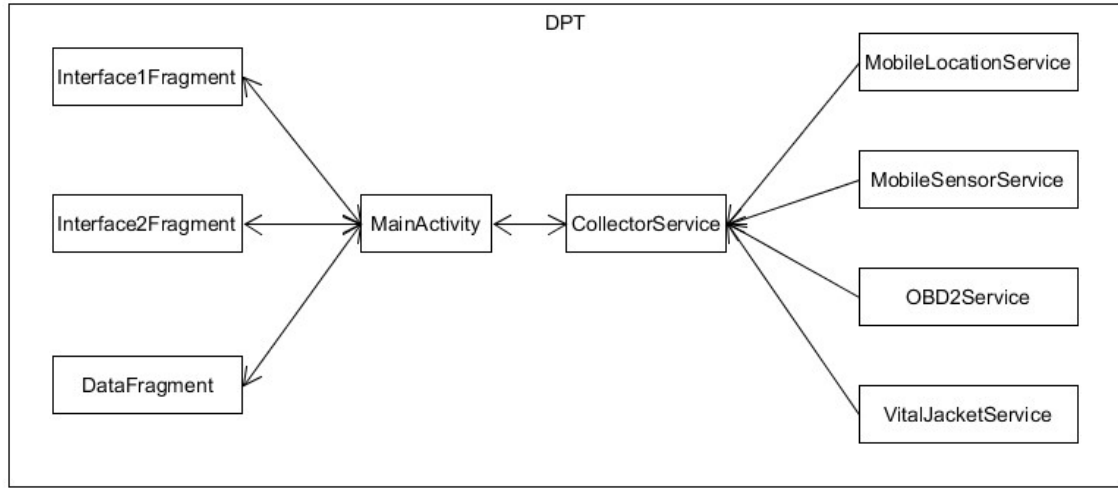 DPT
Interface1Fragment
Interface2Fragment
DataFragment
MainActivity
CollectorService
MobileLocationService
MobileSensorService
OBD2Service
VitalJacketService